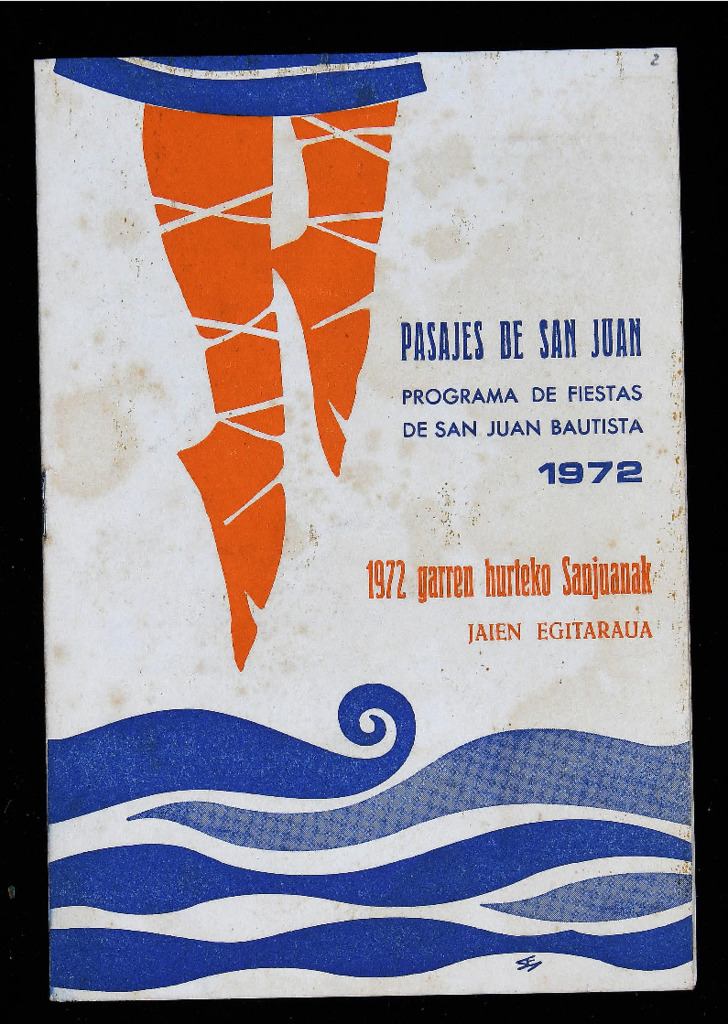 2
PASAJES DE SAN JUAN
PROGRAMA DE FIESTAS
DE SAN JUAN BAUTISTA
1972
1972 garren hurteko Sanjuanak
JAIEN EGITARAUA